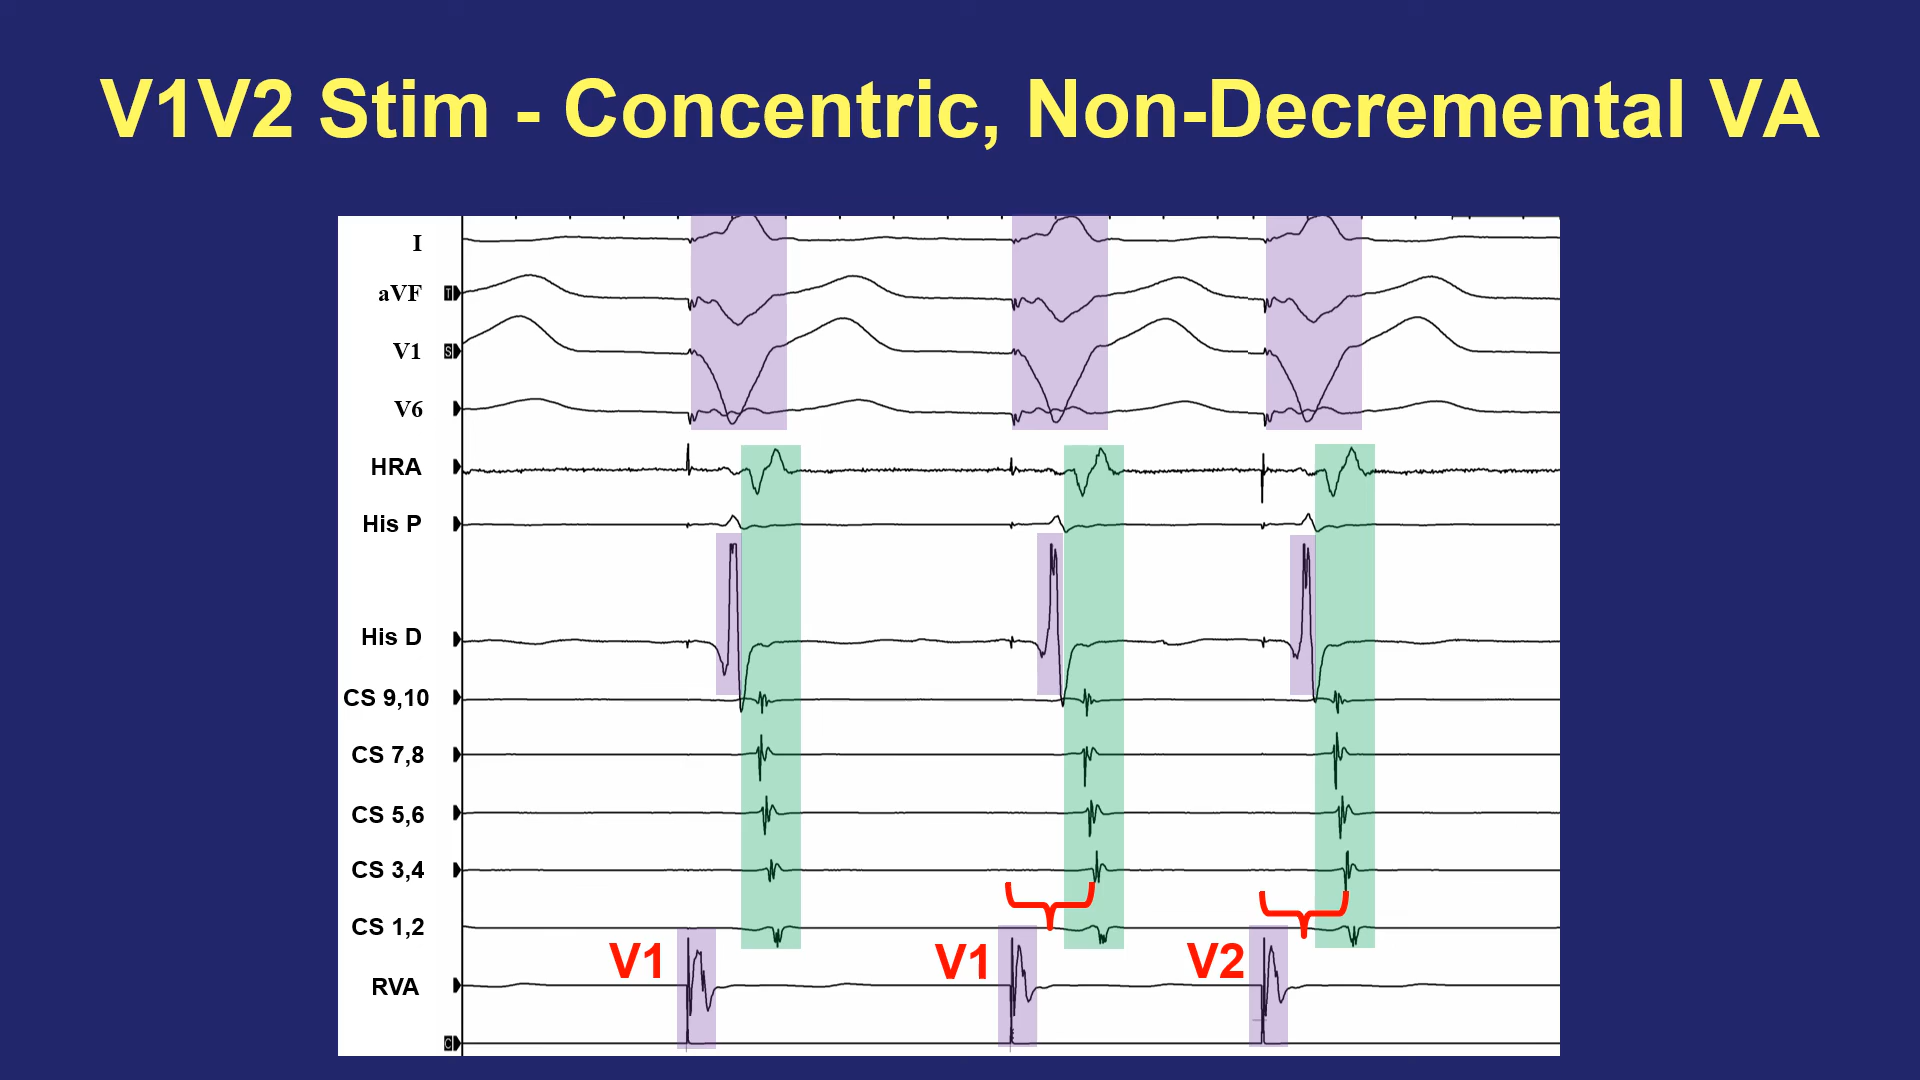 V1V2 Stim - Concentric, Non-Decremental VA
I
aVF
T
V1
S
V6
HRA
His P
His D
CS 9,10
CS 7,8
CS 5,6
CS 3,4
CS 1,2
V1
V1
V2
RVA
C